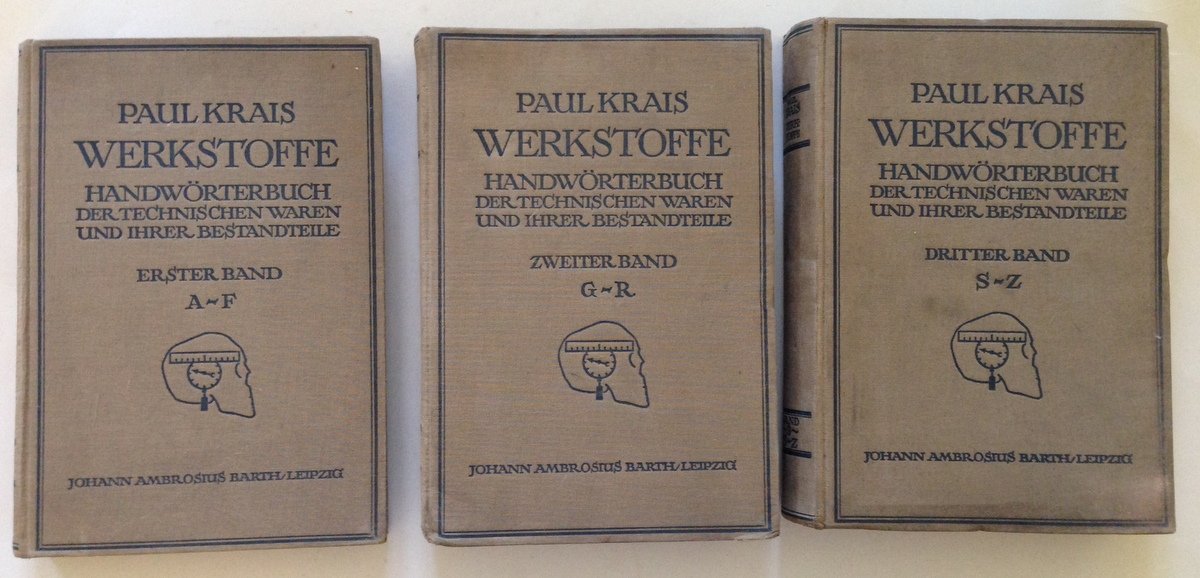 PAUL KRAIS
WERKSTOFFE
HANDWÖRTERBUCH
DER TECHNISCHEN WAREN
UND IHRER BESTANDTEILE
ERSTER BAND
A~F
JOHANN AMBROSIUS BARTH/LEIPZIG
PAUL KRAIS
WERKSTOFFE
HANDWÖRTERBUCH
DER TECHNISCHEN WAREN
UND IHRER BESTANDTEILE
ZWEITER BAND
G~R
JOHANN AMBROSIUS BARTH/LEIPZIG
PAUL KRAIS
WERKSTOFFE
HANDWÖRTERBUCH
DER TECHNISCHEN WAREN
UND IHRER BESTANDTEILE
DRITTER BAND
S~Z
JOHANN AMBROSIUS BARTH/LEIPZIG